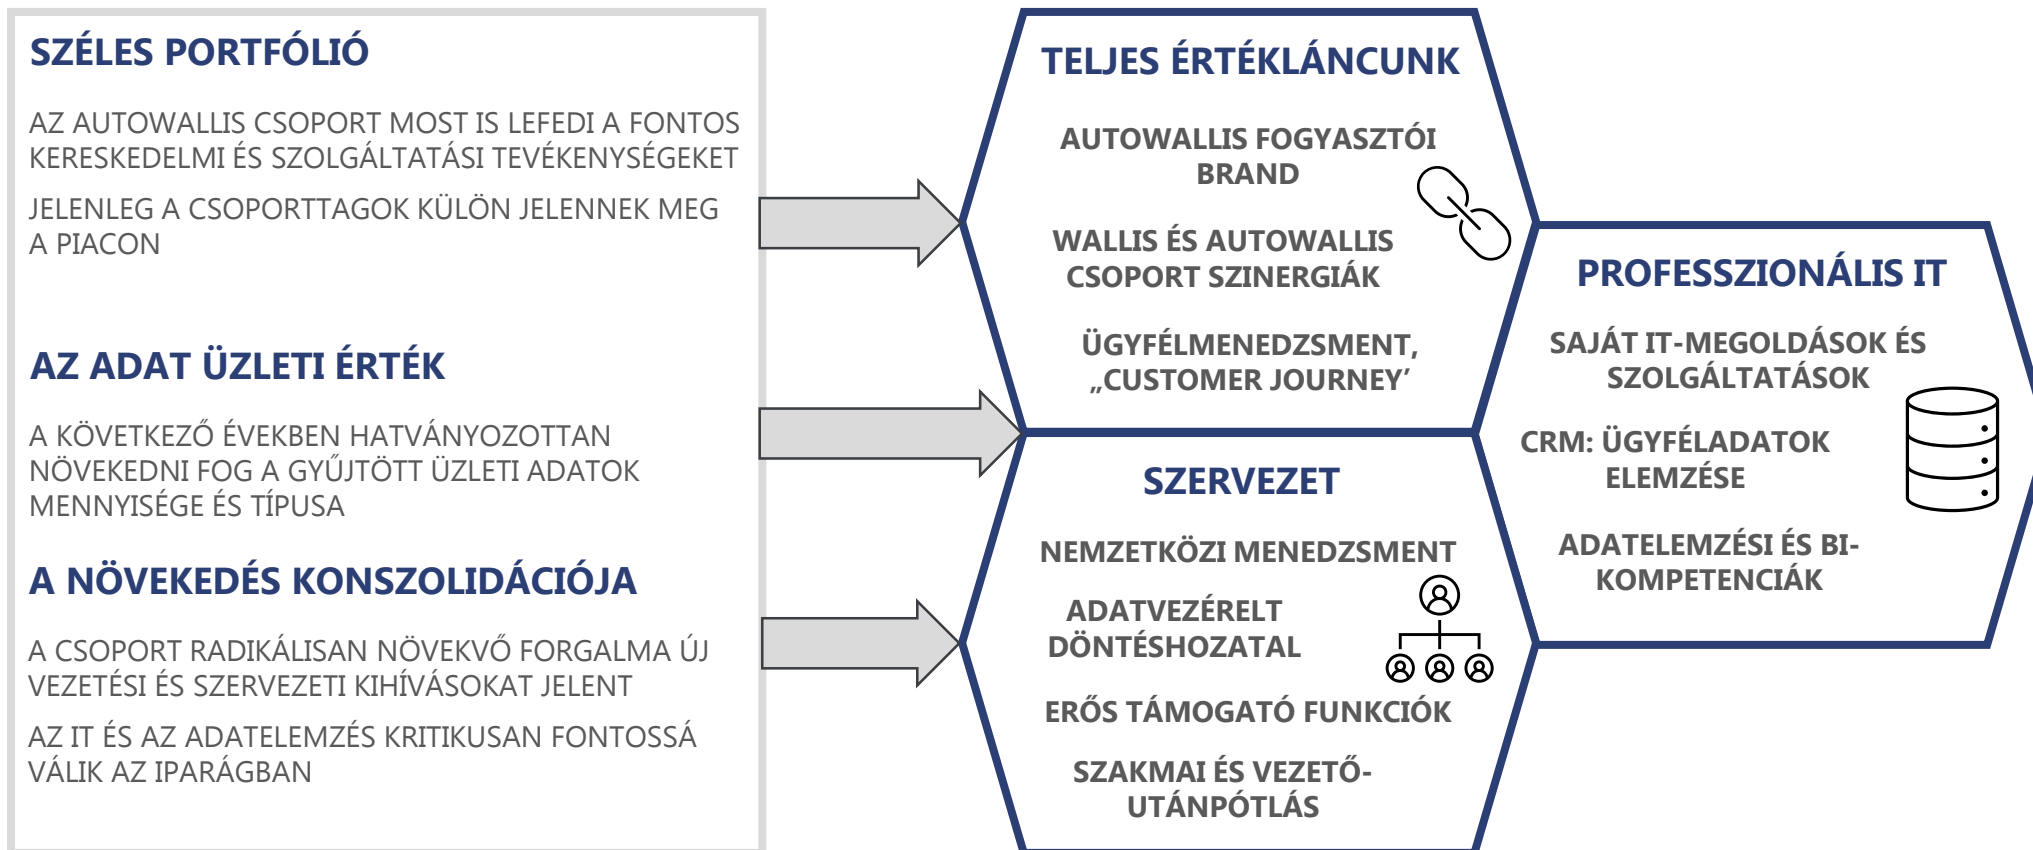 SZÉLES PORTFÓLIÓ
AZ AUTOWALLIS CSOPORT MOST IS LEFEDI A FONTOS
KERESKEDELMI ÉS SZOLGÁLTATÁSI TEVÉKENYSÉGEKET
JELENLEG A CSOPORTTAGOK KÜLÖN JELENNEK MEG
A PIACON
AZ ADAT ÜZLETI ÉRTÉK
A KÖVETKEZŐ ÉVEKBEN HATVÁNYOZOTTAN
NÖVEKEDNI FOG A GYŰJTÖTT ÜZLETI ADATOK
MENNYISÉGE ÉS TÍPUSA
A NÖVEKEDÉS KONSZOLIDÁCIÓJA
A CSOPORT RADIKÁLISAN NÖVEKVŐ FORGALMA ÚJ
VEZETÉSI ÉS SZERVEZETI KIHÍVÁSOKAT JELENT
AZ IT ÉS AZ ADATELEMZÉS KRITIKUSAN FONTOSSÁ
VÁLIK AZ IPARÁGBAN
TELJES ÉRTÉKLÁNCUNK
AUTOWALLIS FOGYASZTÓI
BRAND
WALLIS ÉS AUTOWALLIS
CSOPORT SZINERGIÁK
ÜGYFÉLMENEDZSMENT,
„CUSTOMER JOURNEY’
SZERVEZET
NEMZETKÖZI MENEDZSMENT
ADATVEZÉRELT
DÖNTÉSHOZATAL
ERŐS TÁMOGATÓ FUNKCIÓK
SZAKMAI ÉS VEZETŐ-
UTÁNPÓTLÁS
PROFESSZIONÁLIS IT
SAJÁT IT-MEGOLDÁSOK ÉS
SZOLGÁLTATÁSOK
CRM: ÜGYFÉLADATOK
ELEMZÉSE
ADATELEMZÉSI ÉS BI-
KOMPETENCIÁK